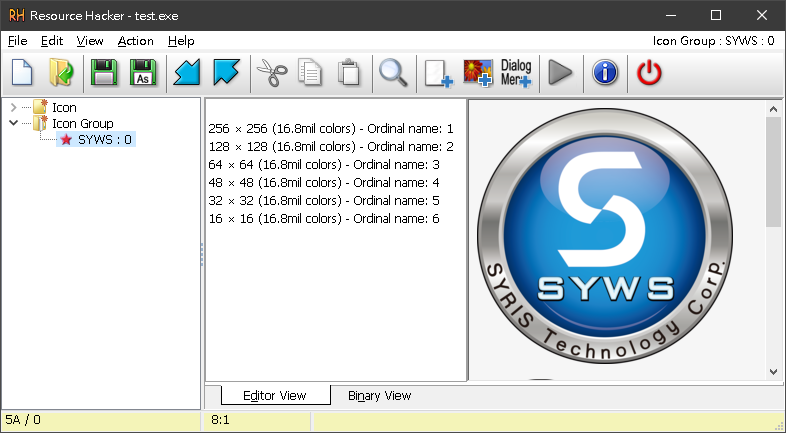 RH Resource Hacker - test.exe
File Edit View Action Help Icon Group : SYWS : 0
As
Dialog
Mer
Icon
Icon Group
SYWS : 0
256 × 256 (16.8mil colors) - Ordinal name: 1
128 × 128 (16.8mil colors) - Ordinal name: 2
64 × 64 (16.8mil colors) - Ordinal name: 3
48 × 48 (16.8mil colors) - Ordinal name: 4
32 × 32 (16.8mil colors) - Ordinal name: 5
16 × 16 (16.8mil colors) - Ordinal name: 6
S
SYWS
SYRIS Technology Corp.
Editor View Binary View
5A / 0 8:1